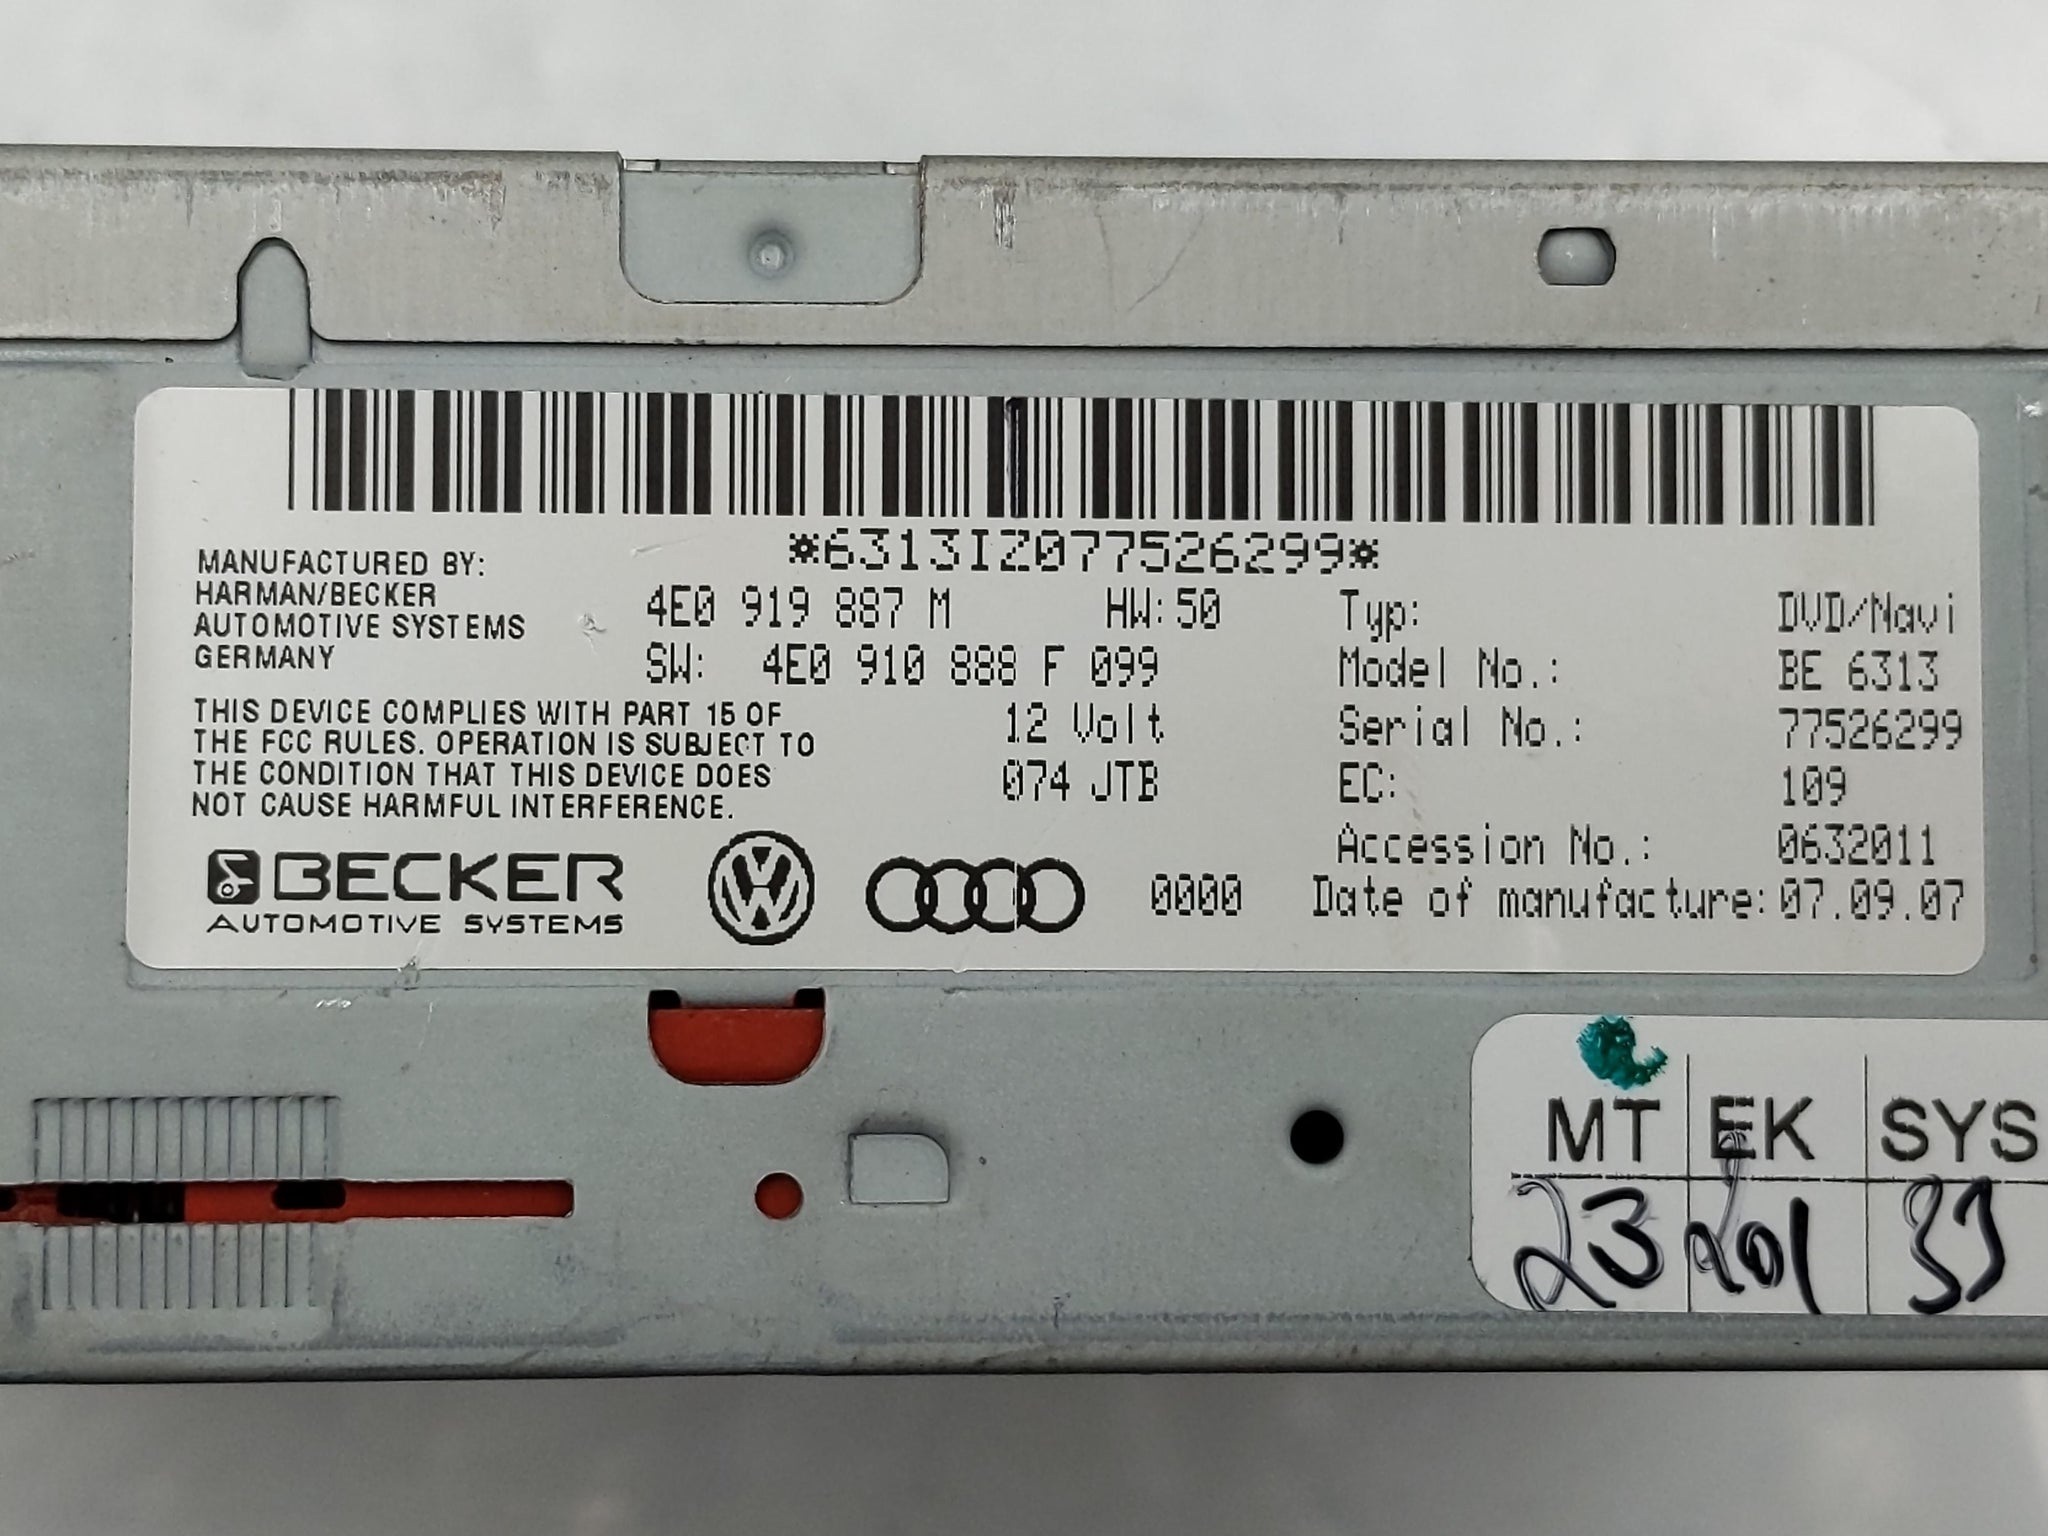 *6313IZ077526299*
MANUFACTURED BY:
HARMAN/BECKER
AUTOMOTIVE SYSTEMS
GERMANY
4E0 919 887 M HW:50
SW: 4E0 910 888 F 099
12 Volt
074 JTB
THIS DEVICE COMPLIES WITH PART 15 OF
THE FCC RULES. OPERATION IS SUBJECT TO
THE CONDITION THAT THIS DEVICE DOES
NOT CAUSE HARMFUL INTERFERENCE.
Typ: DVD/Navi
Model No.: BE 6313
Serial No.: 77526299
EC: 109
Accession No.: 0632011
Date of manufacture: 07.09.07
BECKER
AUTOMOTIVE SYSTEMS
0000
MT EK SYS
23